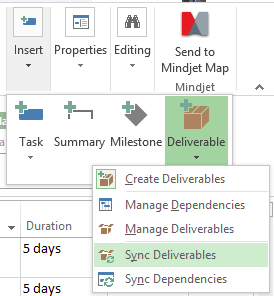 Insert
Properties
Editing
Send to
Mindjet Map
Mindjet
Task
Summary
Milestone
Deliverable
Create Deliverables
Manage Dependencies
Manage Deliverables
Sync Deliverables
Sync Dependencies
Duration
5 days
5 days